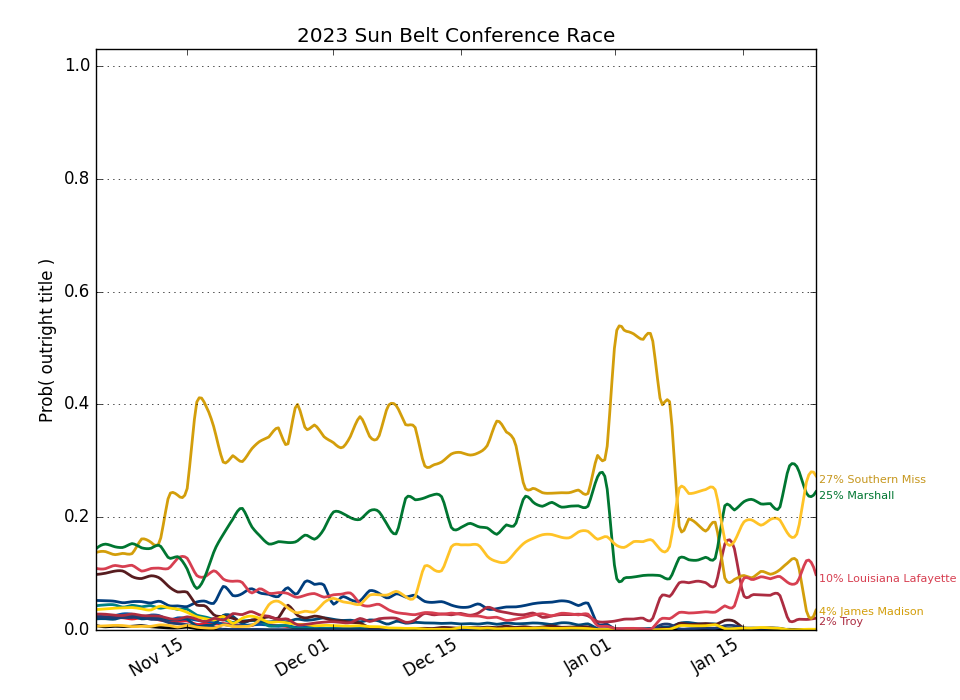 2023 Sun Belt Conference Race
Prob( outright title )
1.0
0.8
0.6
0.4
0.2
0.0
27% Southern Miss
25% Marshall
10% Louisiana Lafayette
4% James Madison
2% Troy
Nov 15
Dec 01
Dec 15
Jan 01
Jan 15